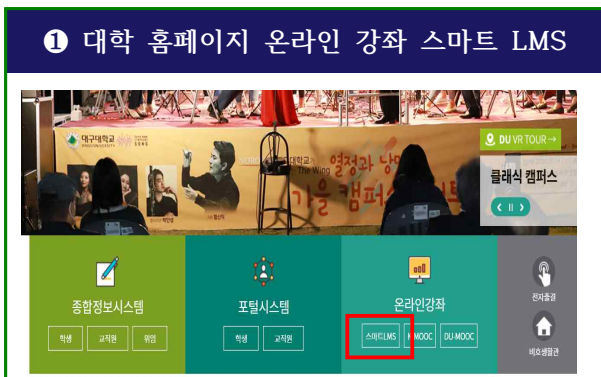 ❶ 대학 홈페이지 온라인 강좌 스마트 LMS
대구대학교
DU VR TOUR →
클래식 캠퍼스
열정과 낭만
The Wing
가을 캠퍼스
종합정보시스템
포털시스템
온라인강좌
전자출결
학생 교직원 위임
학생 교직원
스마트LMS K-MOOC DU-MOOC
비호생활관